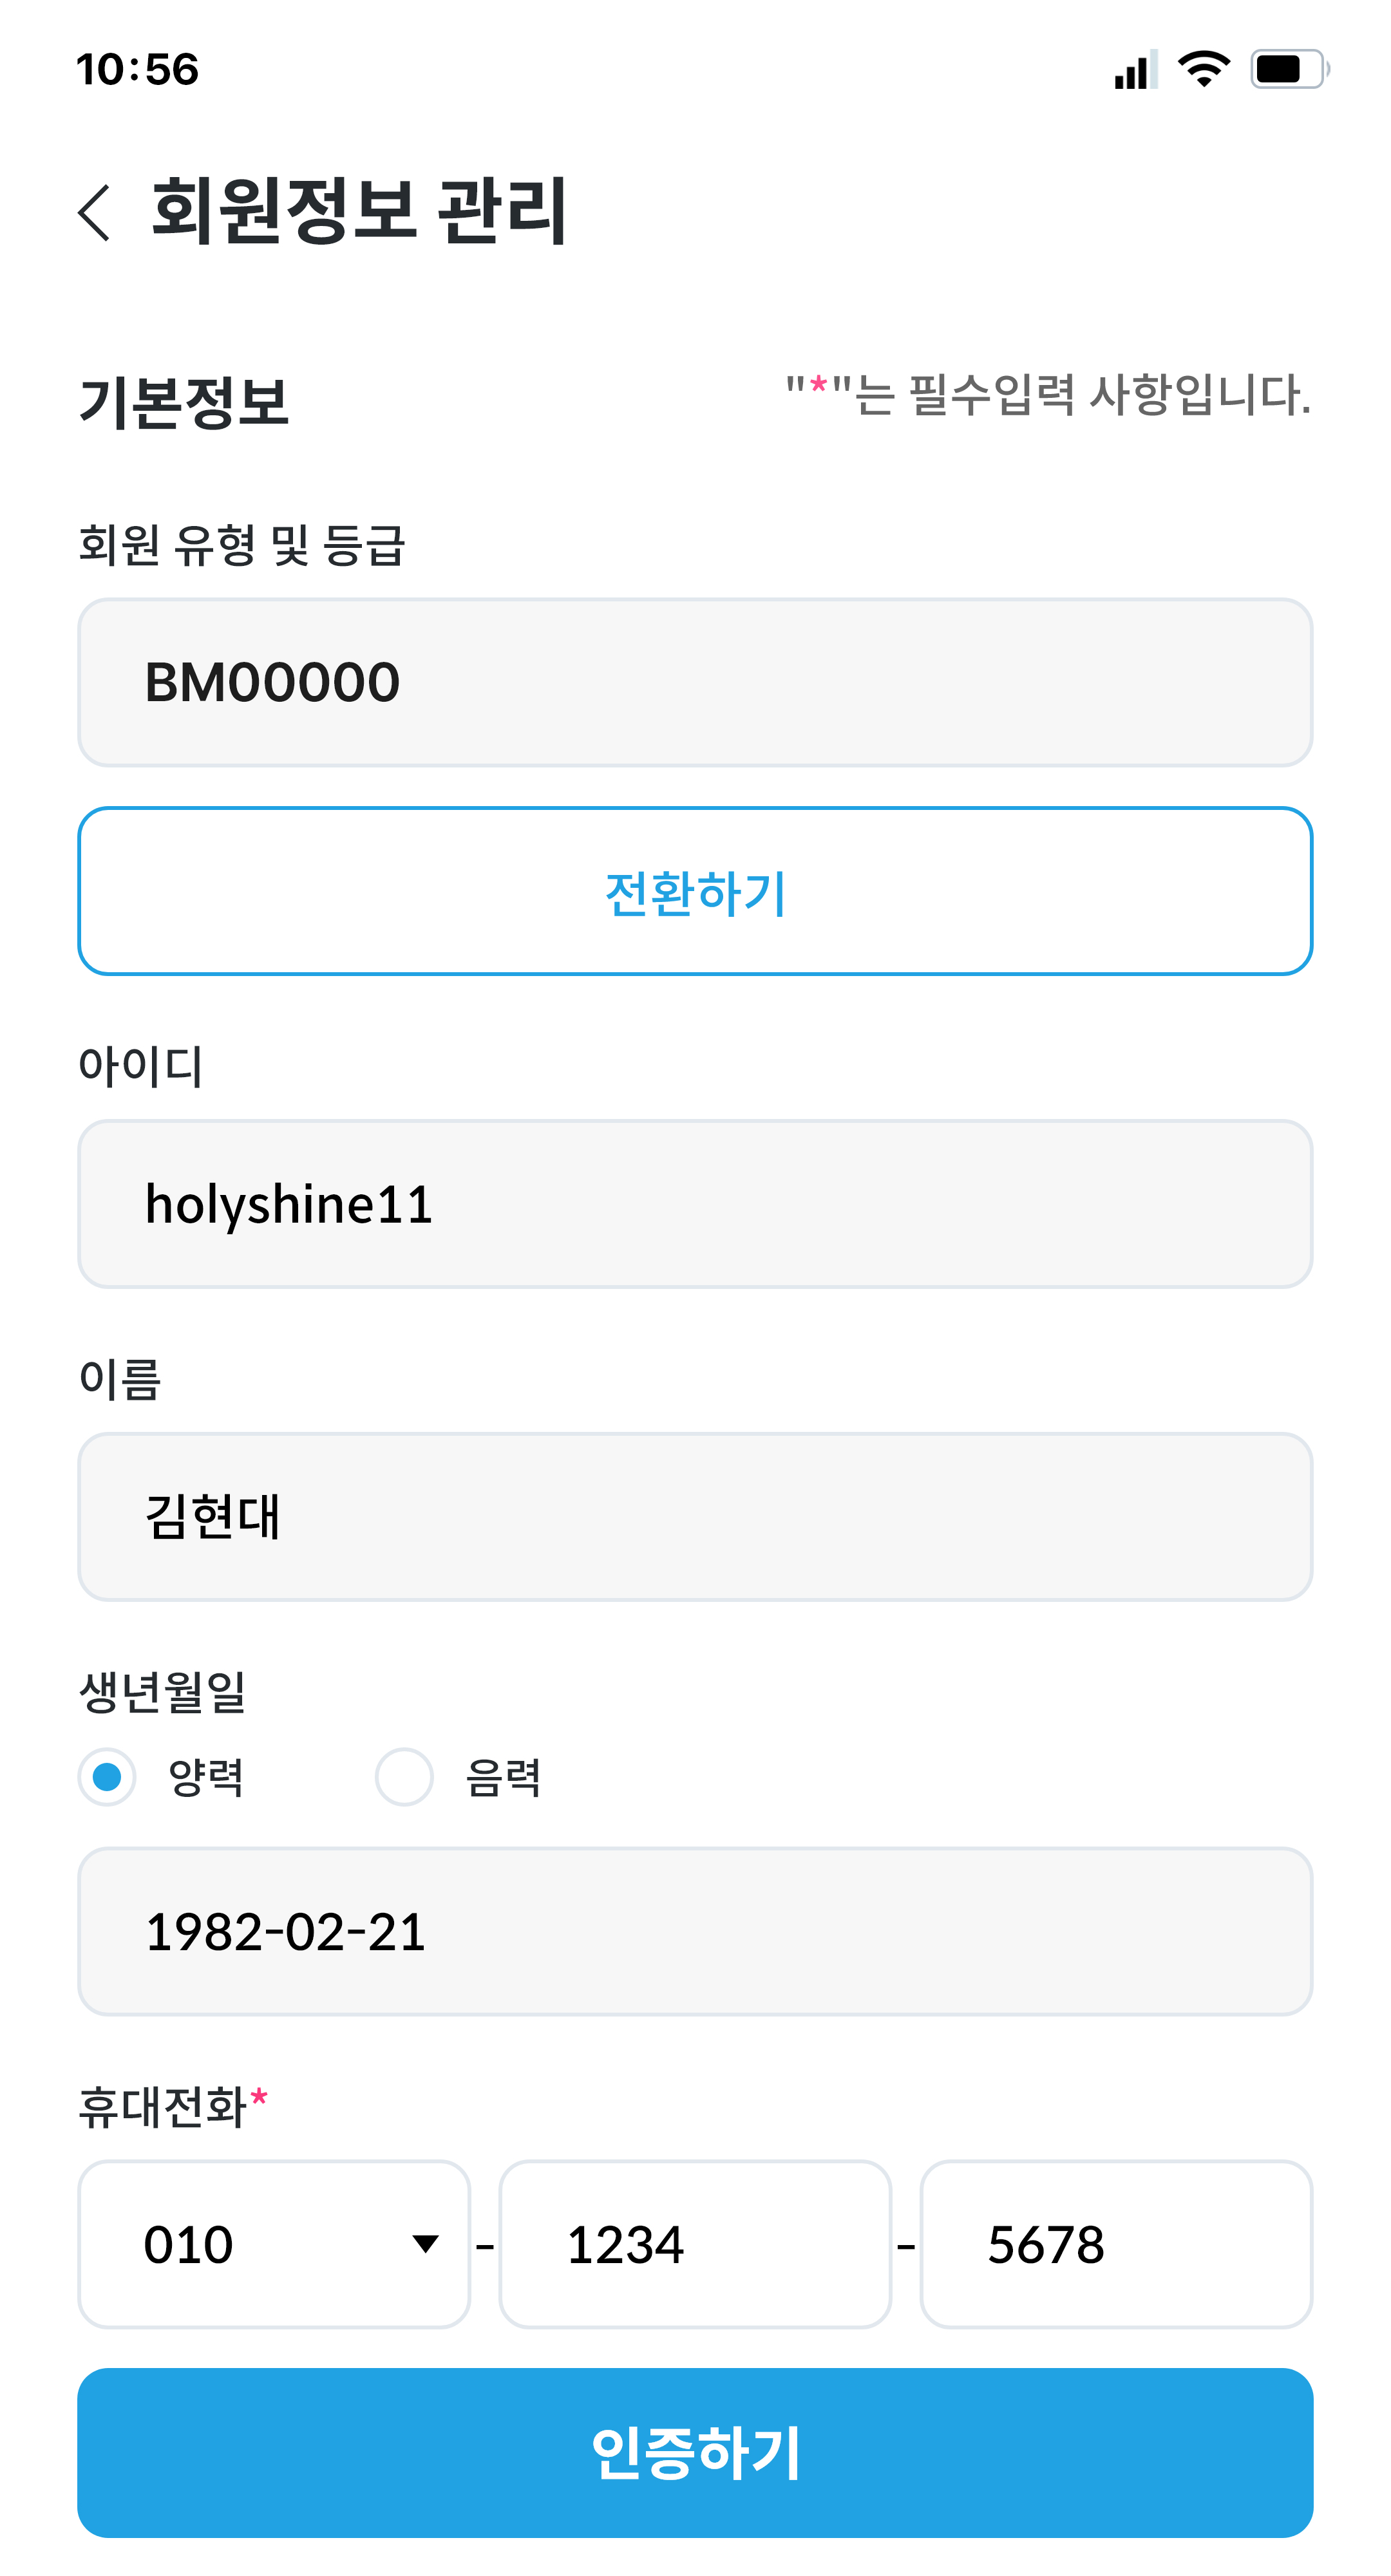 10:56
회원정보 관리
기본정보
"*"는 필수입력 사항입니다.
회원 유형 및 등급
BM00000
전환하기
아이디
holyshine11
이름
김현대
생년월일
양력 음력
1982-02-21
휴대전화*
010 - 1234 - 5678
인증하기